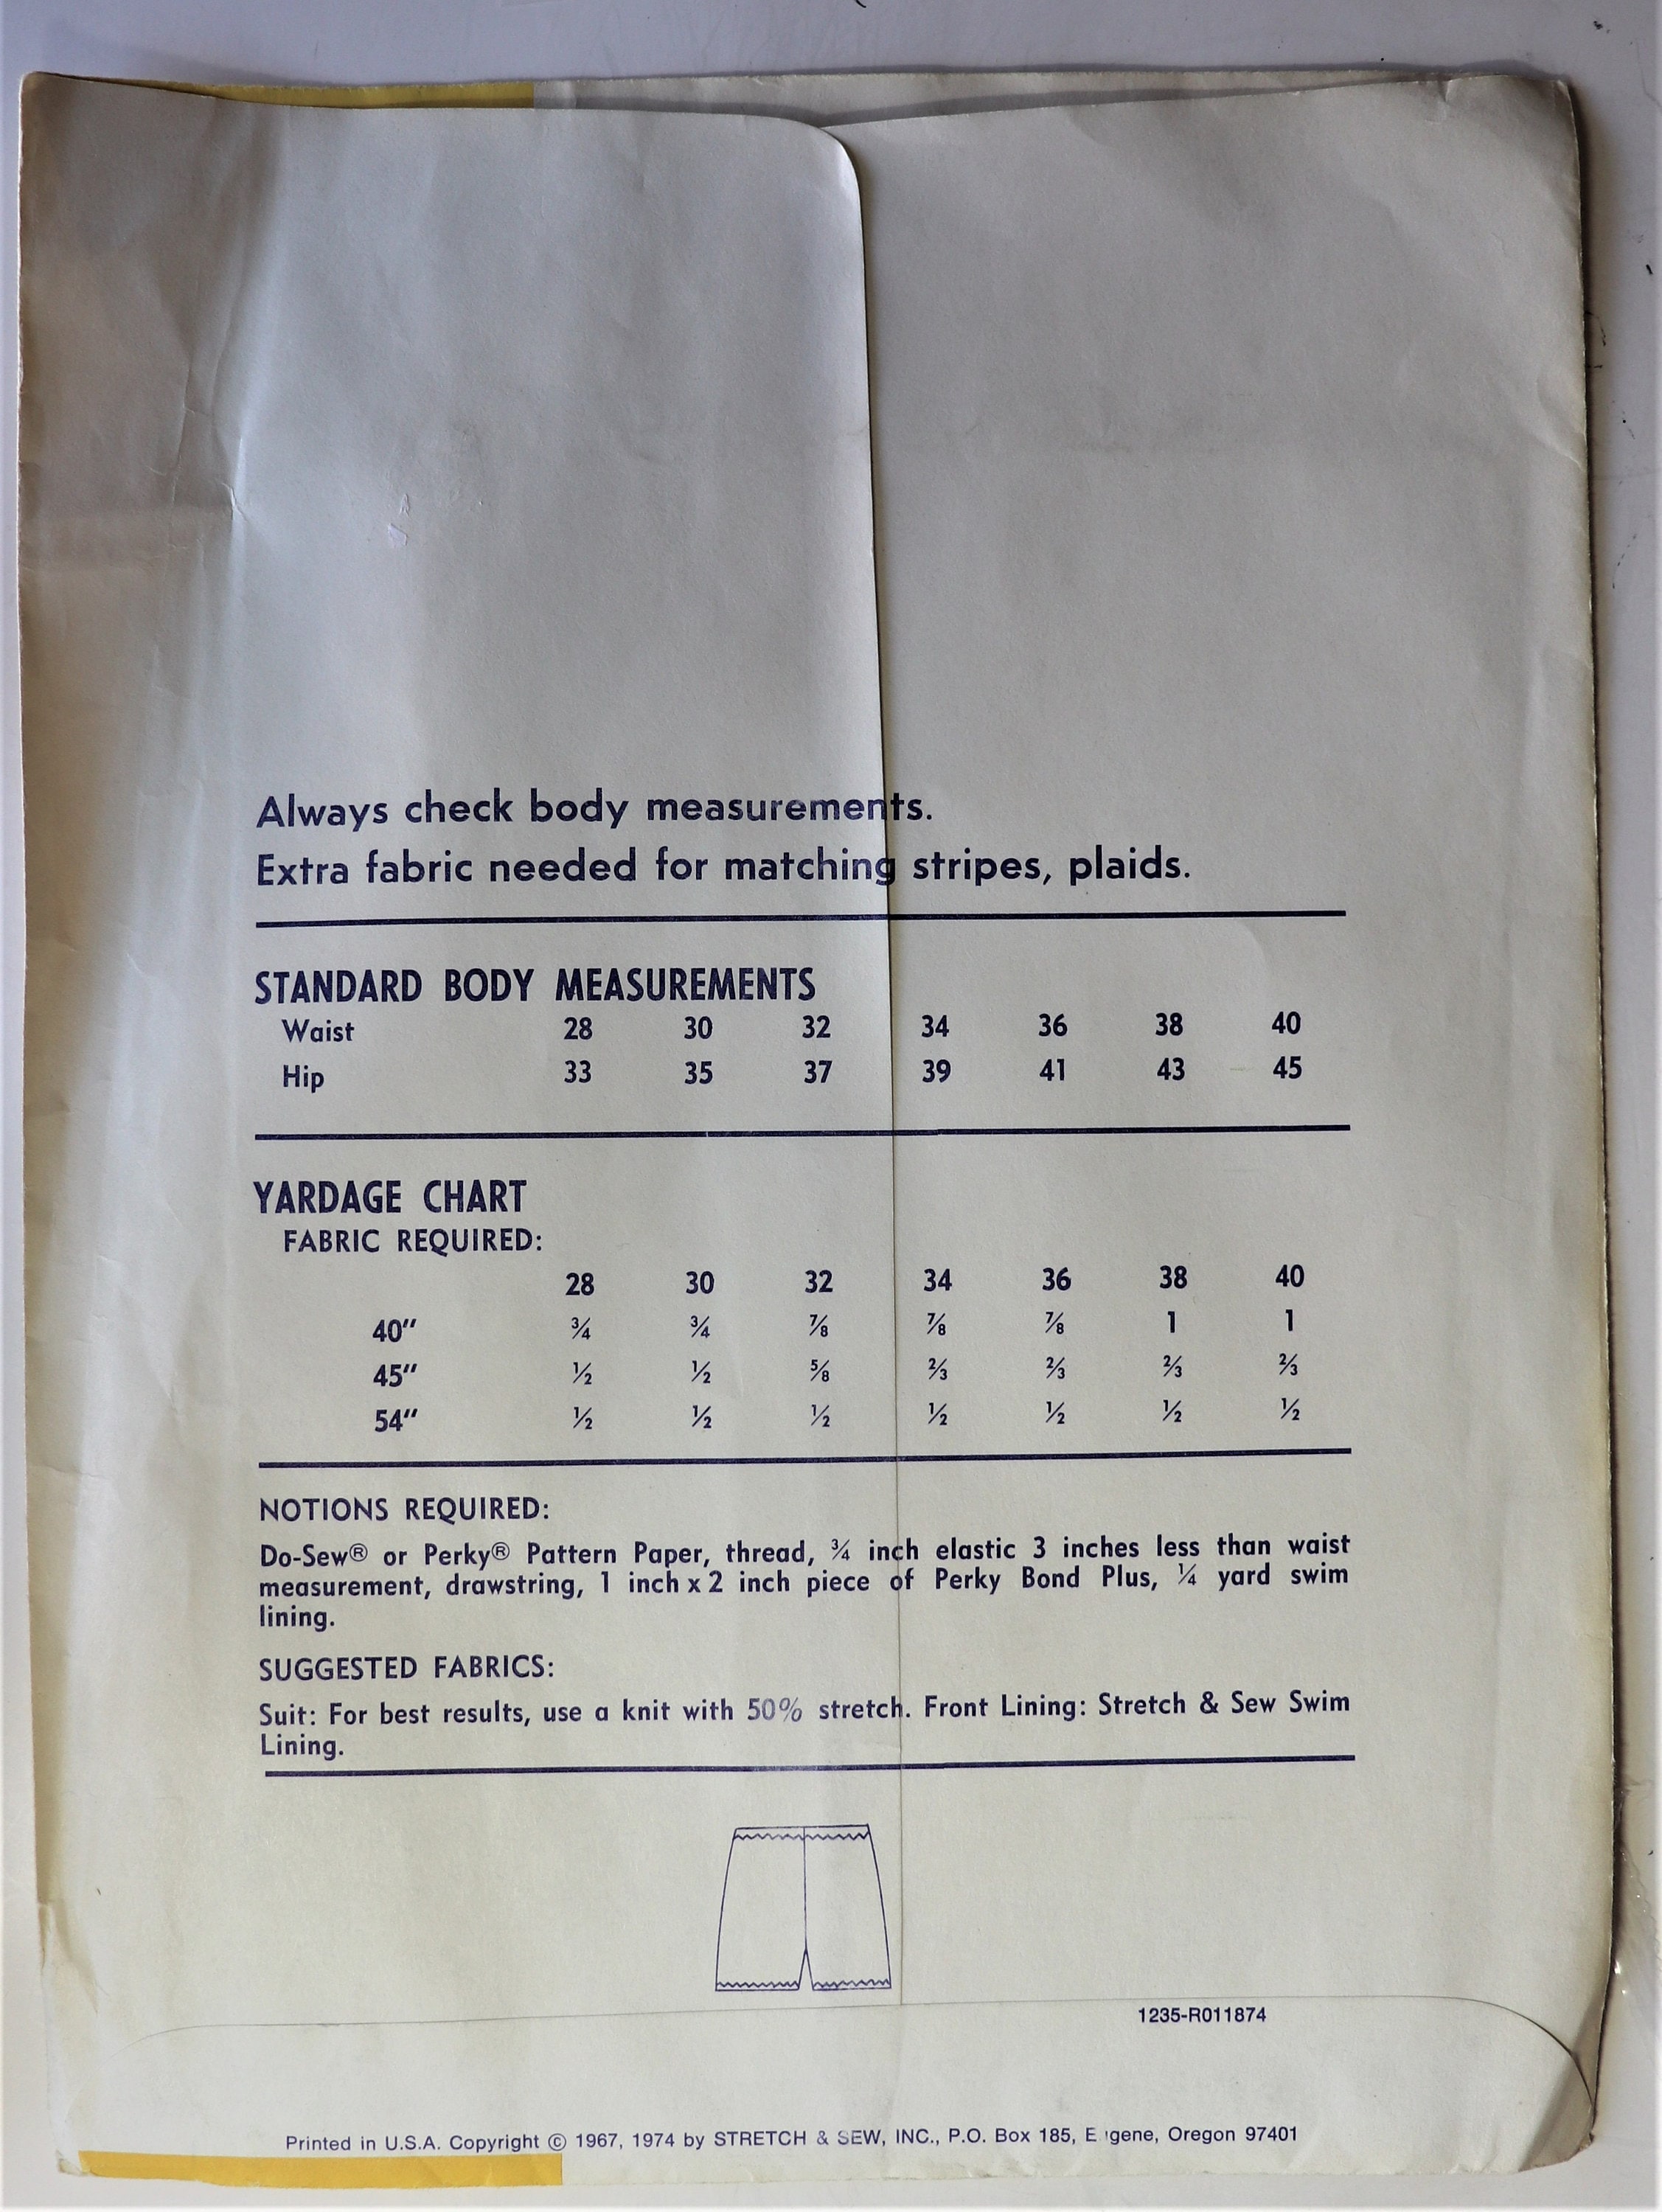 Always check body measurements.
Extra fabric needed for matching stripes, plaids.
STANDARD BODY MEASUREMENTS
Waist 28 30 32 34 36 38 40
Hip 33 35 37 39 41 43 45
YARDAGE CHART
FABRIC REQUIRED:
28 30 32 34 36 38 40
40" ¾ ¾ ⅞ ⅞ ⅞ 1 1
45" ½ ½ ⅝ ⅔ ⅔ ⅔ ⅔
54" ½ ½ ½ ½ ½ ½ ½
NOTIONS REQUIRED:
Do-Sew® or Perky® Pattern Paper, thread, ¾ inch elastic 3 inches less than waist
measurement, drawstring, 1 inch x 2 inch piece of Perky Bond Plus, ¼ yard swim
lining.
SUGGESTED FABRICS:
Suit: For best results, use a knit with 50% stretch. Front Lining: Stretch & Sew Swim
Lining.
1235-R011874
Printed in U.S.A. Copyright © 1967, 1974 by STRETCH & SEW, INC., P.O. Box 185, Eugene, Oregon 97401